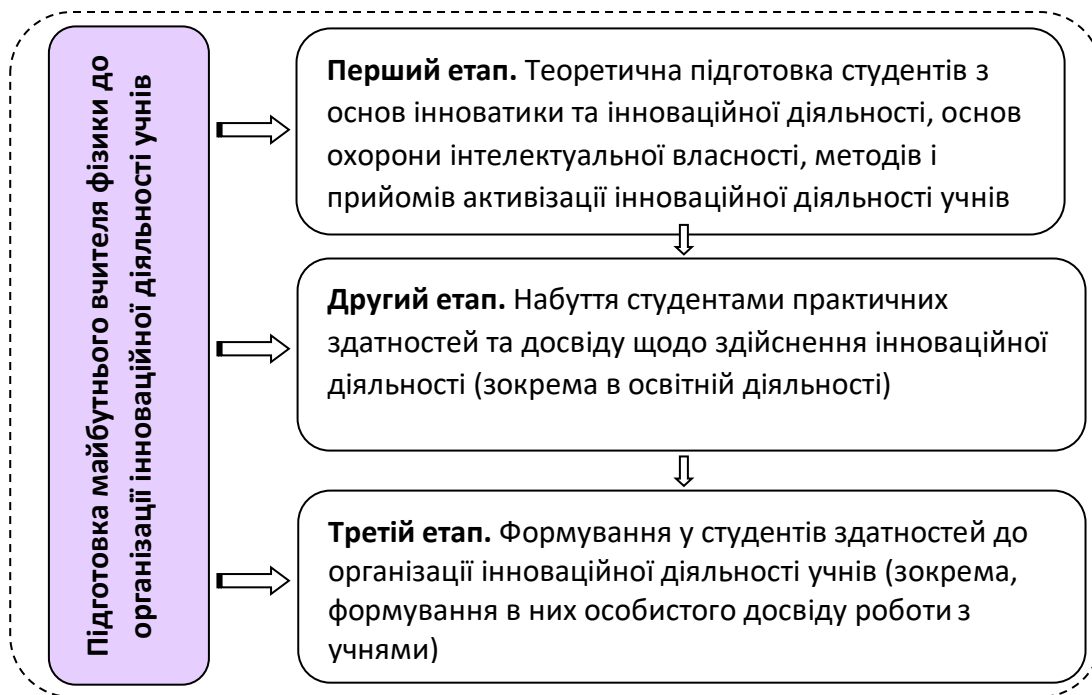 Підготовка майбутнього вчителя фізики до
організації інноваційної діяльності учнів
Перший етап. Теоретична підготовка студентів з
основ інноватики та інноваційної діяльності, основ
охорони інтелектуальної власності, методів і
прийомів активізації інноваційної діяльності учнів
Другий етап. Набуття студентами практичних
здатностей та досвіду щодо здійснення інноваційної
діяльності (зокрема в освітній діяльності)
Третій етап. Формування у студентів здатностей до
організації інноваційної діяльності учнів (зокрема,
формування в них особистого досвіду роботи з
учнями)